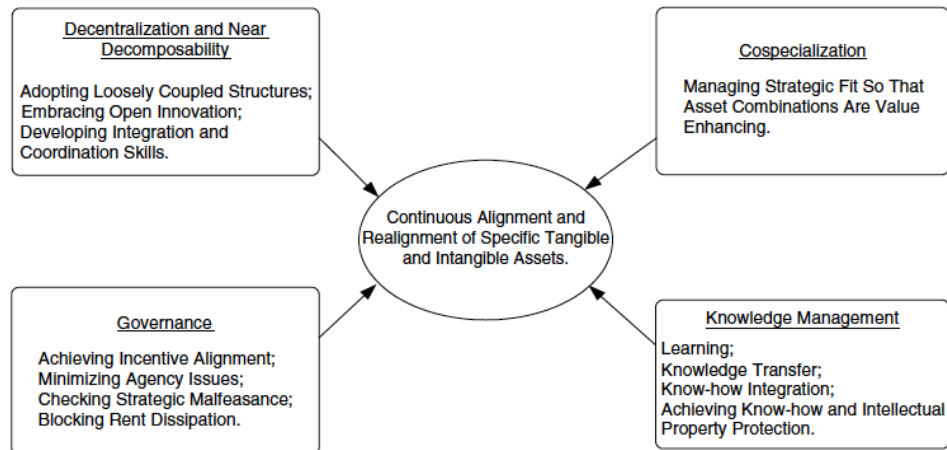 Decentralization and Near
Decomposability
Adopting Loosely Coupled Structures;
Embracing Open Innovation;
Developing Integration and
Coordination Skills.
Cospecialization
Managing Strategic Fit So That
Asset Combinations Are Value
Enhancing.
Continuous Alignment and
Realignment of Specific Tangible
and Intangible Assets.
Governance
Achieving Incentive Alignment;
Minimizing Agency Issues;
Checking Strategic Malfeasance;
Blocking Rent Dissipation.
Knowledge Management
Learning;
Knowledge Transfer;
Know-how Integration;
Achieving Know-how and Intellectual
Property Protection.